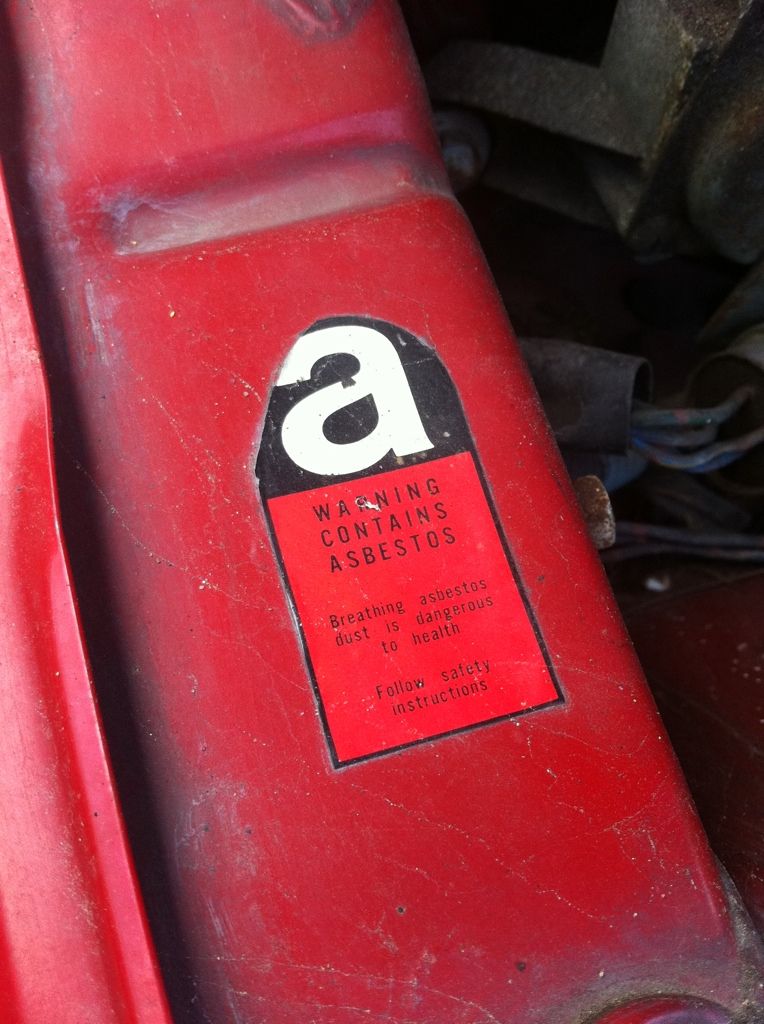 a
WARNING
CONTAINS
ASBESTOS
Breathing asbestos
dust is dangerous
to health
Follow safety
instructions